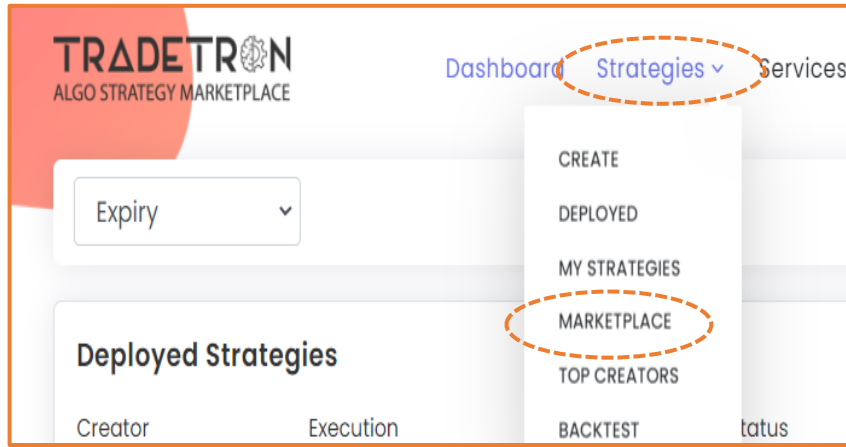 TRADETRON
ALGO STRATEGY MARKETPLACE
Dashboard Strategies Services
CREATE
Expiry
DEPLOYED
MY STRATEGIES
MARKETPLACE
Deployed Strategies
TOP CREATORS
Creator Execution BACKTEST tatus